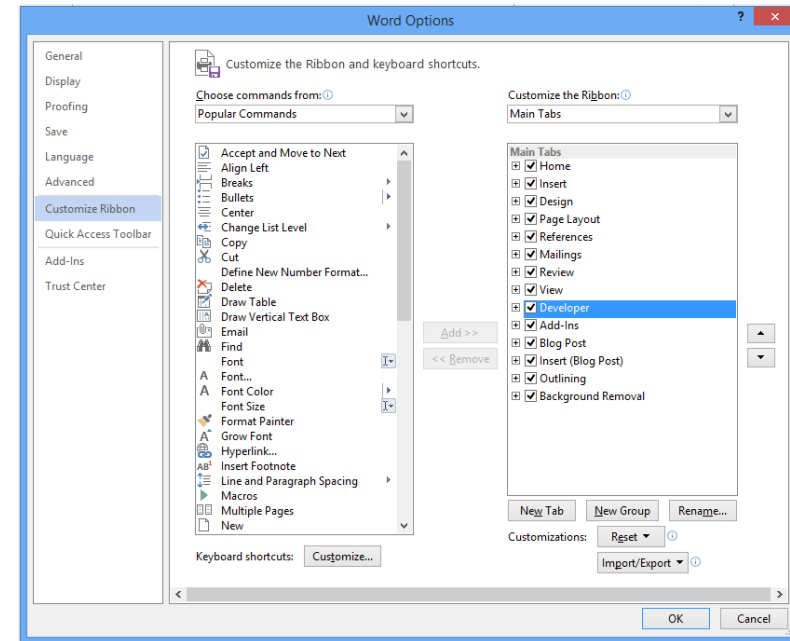 Word Options
?
General
Display
Proofing
Save
Language
Advanced
Customize Ribbon
Quick Access Toolbar
Add-Ins
Trust Center
Customize the Ribbon and keyboard shortcuts.
Choose commands from:
Popular Commands
Accept and Move to Next
Align Left
Breaks
Bullets
Center
Change List Level
Copy
Cut
Define New Number Format...
Delete
Draw Table
Draw Vertical Text Box
Email
Find
Font
Font...
Font Color
Font Size
Format Painter
Grow Font
Hyperlink...
Insert Footnote
Line and Paragraph Spacing
Macros
Multiple Pages
New
Keyboard shortcuts: Customize...
Add >>
<< Remove
Customize the Ribbon:
Main Tabs
Main Tabs
Home
Insert
Design
Page Layout
References
Mailings
Review
View
Developer
Add-Ins
Blog Post
Insert (Blog Post)
Outlining
Background Removal
New Tab New Group Rename...
Customizations: Reset
Import/Export
OK Cancel